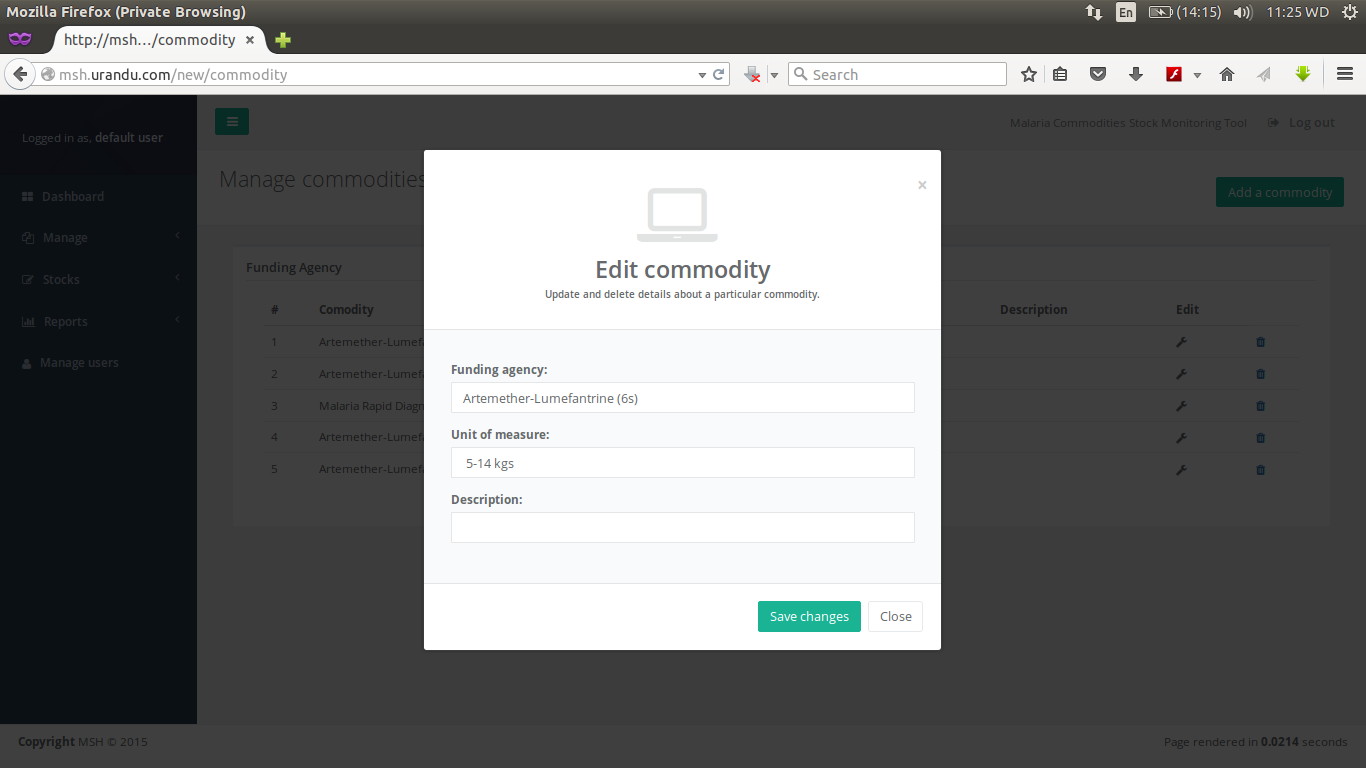 Mozilla Firefox (Private Browsing)
En
(14:15)
11:25 WD
http://msh.../commodity
msh.urandu.com/new/commodity
Search
Logged in as, default user
Malaria Commodities Stock Monitoring Tool
Log out
Manage commodities
Add a commodity
Dashboard
Manage
Stocks
Reports
Manage users
Edit commodity
Update and delete details about a particular commodity.
Funding Agency
# Comodity Description Edit
1 Artemether-Lumefa
2 Artemether-Lumefa
3 Malaria Rapid Diagn
4 Artemether-Lumefa
5 Artemether-Lumefa
Funding agency:
Artemether-Lumefantrine (6s)
Unit of measure:
5-14 kgs
Description:
Save changes
Close
Copyright MSH © 2015
Page rendered in 0.0214 seconds